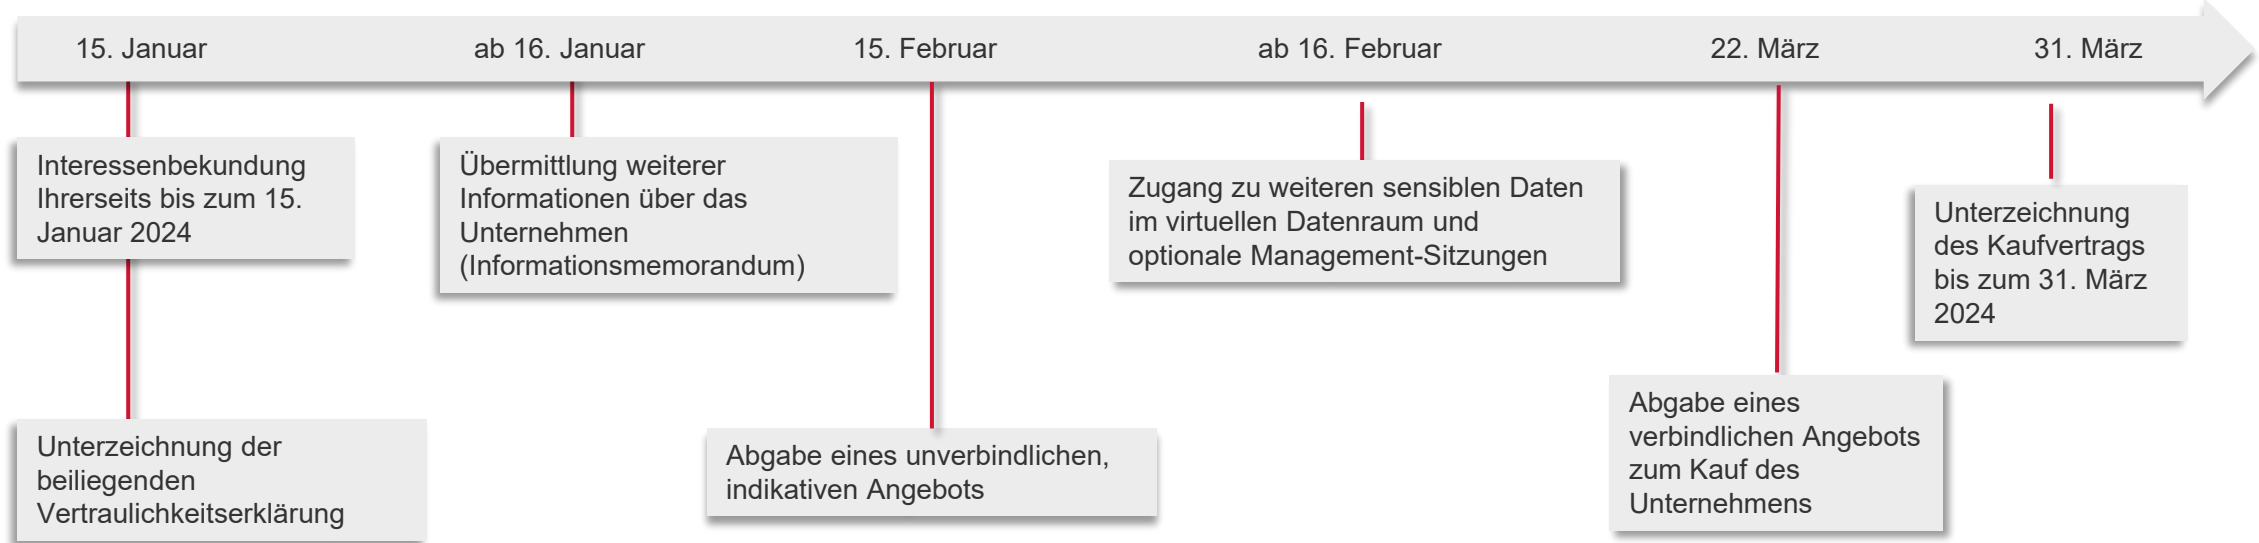 15. Januar
ab 16. Januar
15. Februar
ab 16. Februar
22. März
31. März
Interessenbekundung
Ihrerseits bis zum 15.
Januar 2024
Unterzeichnung der
beiliegenden
Vertraulichkeitserklärung
Übermittlung weiterer
Informationen über das
Unternehmen
(Informationsmemorandum)
Abgabe eines unverbindlichen,
indikativen Angebots
Zugang zu weiteren sensiblen Daten
im virtuellen Datenraum und
optionale Management-Sitzungen
Abgabe eines
verbindlichen Angebots
zum Kauf des
Unternehmens
Unterzeichnung
des Kaufvertrags
bis zum 31. März
2024